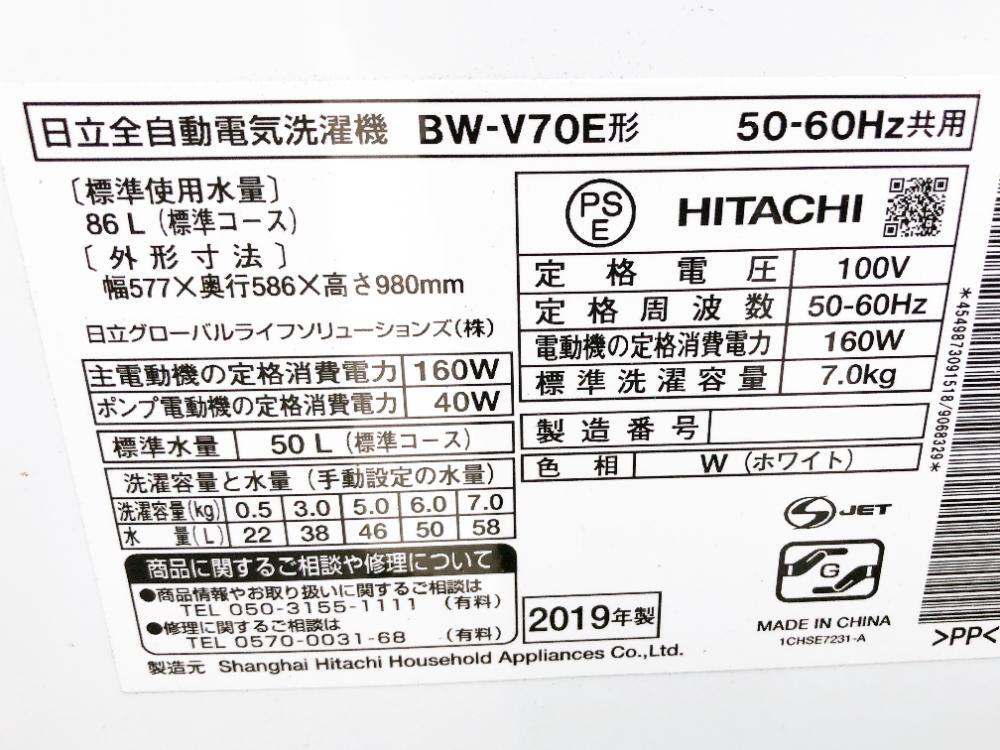 日立全自動電気洗濯機 BW-V70E形 50-60Hz共用
〔標準使用水量〕
86 L (標準コース)
〔外形寸法〕
幅577×奥行586×高さ980mm
日立グローバルライフソリューションズ(株)
主電動機の定格消費電力 160W
ポンプ電動機の定格消費電力 40W
標準水量 50 L (標準コース)
洗濯容量と水量 (手動設定の水量)
洗濯容量(kg) 0.5 3.0 5.0 6.0 7.0
水量(L) 22 38 46 50 58
商品に関するご相談や修理について
●商品情報やお取り扱いに関するご相談は
TEL 050-3155-1111 (有料)
●修理に関するご相談は
TEL 0570-0031-68 (有料)
製造元 Shanghai Hitachi Household Appliances Co.,Ltd.
PS
E
HITACHI
定格電圧 100V
定格周波数 50-60Hz
電動機の定格消費電力 160W
標準洗濯容量 7.0kg
製造番号
色相 W (ホワイト)
S JET
G
2019年製
MADE IN CHINA
1CHSE7231-A
>PP<
*4549873091518/9068329*